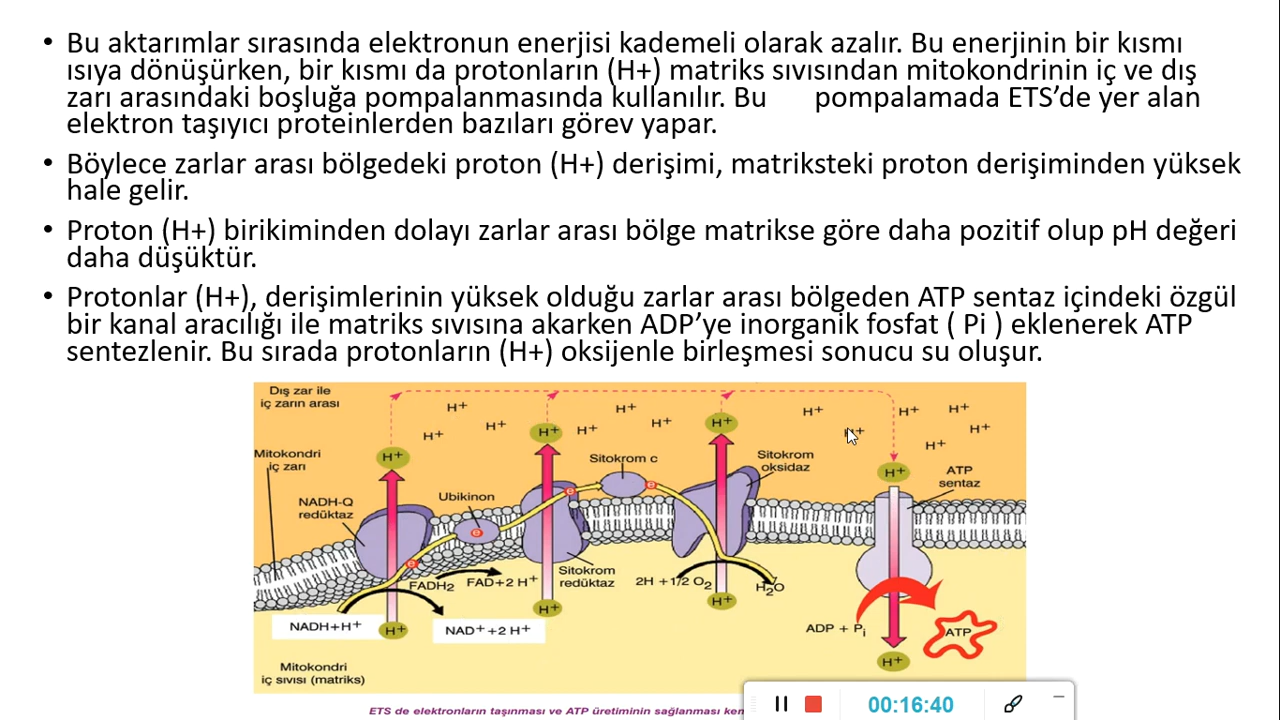 • Bu aktarımlar sırasında elektronun enerjisi kademeli olarak azalır. Bu enerjinin bir kısmı
ısıya dönüşürken, bir kısmı da protonların (H+) matriks sıvısından mitokondrinin iç ve dış
zarı arasındaki boşluğa pompalanmasında kullanılır. Bu pompalamada ETS’de yer alan
elektron taşıyıcı proteinlerden bazıları görev yapar.
• Böylece zarlar arası bölgedeki proton (H+) derişimi, matriksteki proton derişiminden yüksek
hale gelir.
• Proton (H+) birikiminden dolayı zarlar arası bölge matrikse göre daha pozitif olup pH değeri
daha düşüktür.
• Protonlar (H+), derişimlerinin yüksek olduğu zarlar arası bölgeden ATP sentaz içindeki özgül
bir kanal aracılığı ile matriks sıvısına akarken ADP’ye inorganik fosfat ( Pi ) eklenerek ATP
sentezlenir. Bu sırada protonların (H+) oksijenle birleşmesi sonucu su oluşur.
Dış zar ile
iç zarın arası
H+ H+ H+ H+ H+
H+ H+ H+ H+ H+ H+ H+
H+ H+
Mitokondri
iç zarı
H+
Sitokrom c
Sitokrom
oksidaz
H+
ATP
sentaz
NADH-Q
redüktaz
Ubikinon
e e
e
e
Sitokrom
redüktaz
FADH2
FAD+2 H+
2H +1/2 O2
H2O
H+ H+
NADH+H+
H+
NAD+ +2 H+
ADP + Pi
ATP
H+
Mitokondri
iç sıvısı (matriks)
ETS de elektronların taşınması ve ATP üretiminin sağlanması
00:16:40